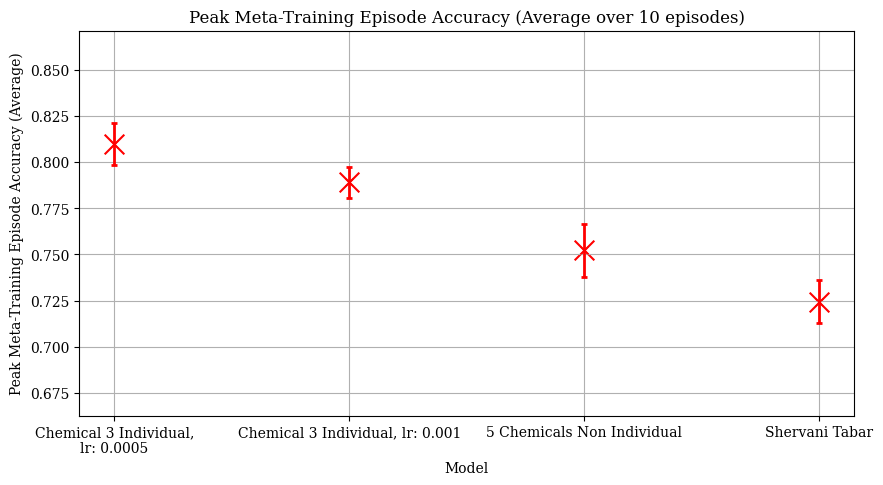 Peak Meta-Training Episode Accuracy (Average over 10 episodes)
Peak Meta-Training Episode Accuracy (Average)
0.850
0.825
0.800
0.775
0.750
0.725
0.700
0.675
Chemical 3 Individual,
lr: 0.0005
Chemical 3 Individual, lr: 0.001
5 Chemicals Non Individual
Shervani Tabar
Model